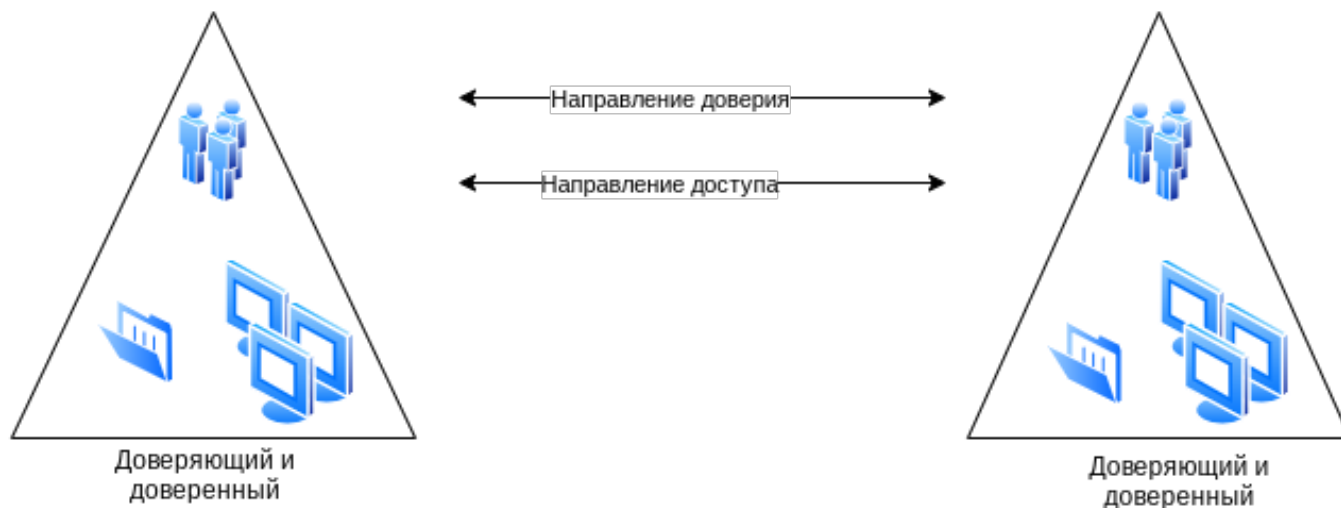 Направление доверия
Направление доступа
Доверяющий и
доверенный
Доверяющий и
доверенный